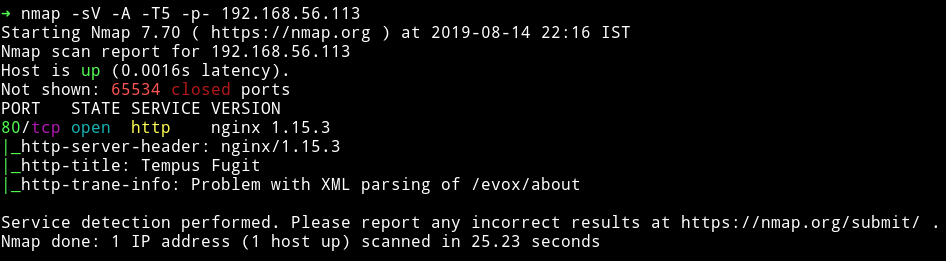 → nmap -sV -A -T5 -p- 192.168.56.113
Starting Nmap 7.70 ( https://nmap.org ) at 2019-08-14 22:16 IST
Nmap scan report for 192.168.56.113
Host is up (0.0016s latency).
Not shown: 65534 closed ports
PORT   STATE SERVICE VERSION
80/tcp open  http    nginx 1.15.3
|_http-server-header: nginx/1.15.3
|_http-title: Tempus Fugit
|_http-trane-info: Problem with XML parsing of /evox/about

Service detection performed. Please report any incorrect results at https://nmap.org/submit/ .
Nmap done: 1 IP address (1 host up) scanned in 25.23 seconds